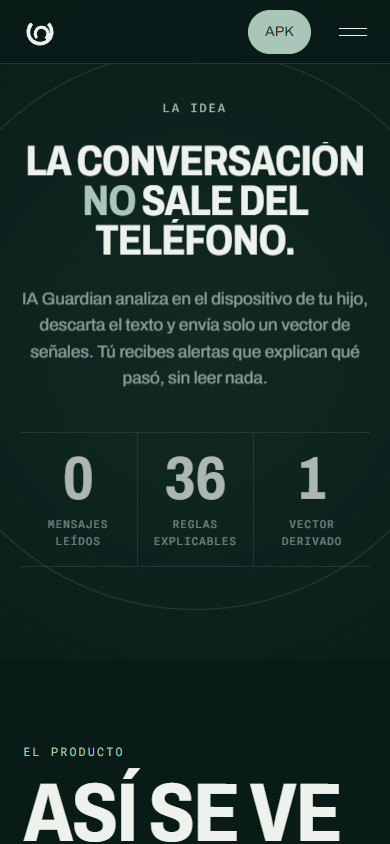 APK
LA IDEA
LA CONVERSACIÓN
NO SALE DEL
TELÉFONO.
IA Guardian analiza en el dispositivo de tu hijo,
descarta el texto y envía solo un vector de
señales. Tú recibes alertas que explican qué
pasó, sin leer nada.
0
MENSAJES
LEÍDOS
36
REGLAS
EXPLICABLES
1
VECTOR
DERIVADO
EL PRODUCTO
ASÍ SE VE